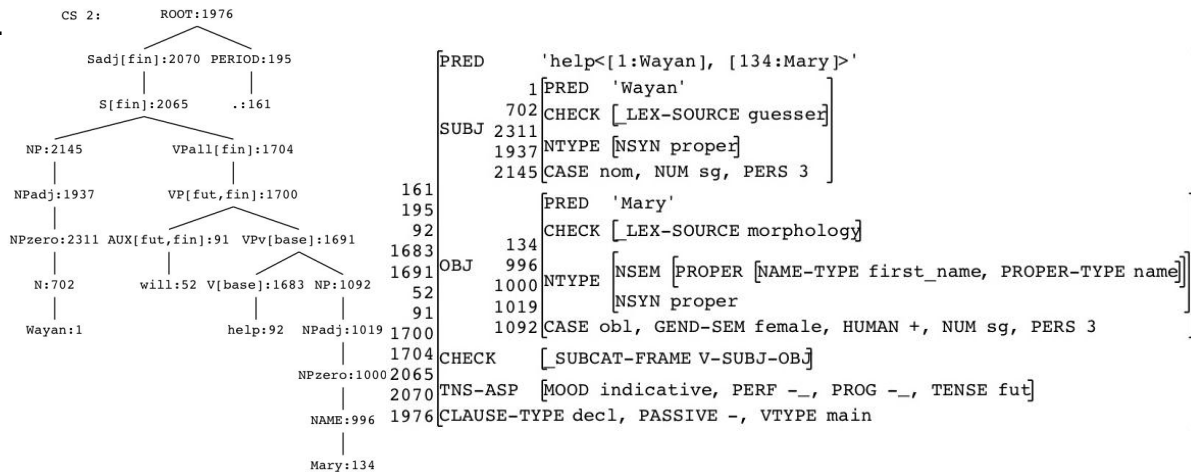 CS 2: ROOT:1976
Sadj[fin]:2070 PERIOD:195
S[fin]:2065 .:161
NP:2145 VPall[fin]:1704
NPadj:1937 VP[fut,fin]:1700
NPzero:2311 AUX[fut,fin]:91 VPv[base]:1691
N:702 will:52 V[base]:1683 NP:1092
Wayan:1 help:92 NPadj:1019
NPzero:1000
NAME:996
Mary:134
PRED 'help<[1:Wayan], [134:Mary]>'
1 PRED 'Wayan'
702 CHECK [_LEX-SOURCE guesser]
SUBJ 2311
1937 NTYPE [NSYN proper]
2145 CASE nom, NUM sg, PERS 3
161
195
92
1683
1691
52
91
1700
1704
2065
2070
1976
PRED 'Mary'
CHECK [_LEX-SOURCE morphology]
134
OBJ 996
1000
1019
1092
NTYPE [NSEM [PROPER [NAME-TYPE first_name, PROPER-TYPE name]]
NSYN proper
CASE obl, GEND-SEM female, HUMAN +, NUM sg, PERS 3
CHECK [_SUBCAT-FRAME V-SUBJ-OBJ]
TNS-ASP [MOOD indicative, PERF -_, PROG -_, TENSE fut]
CLAUSE-TYPE decl, PASSIVE -, VTYPE main